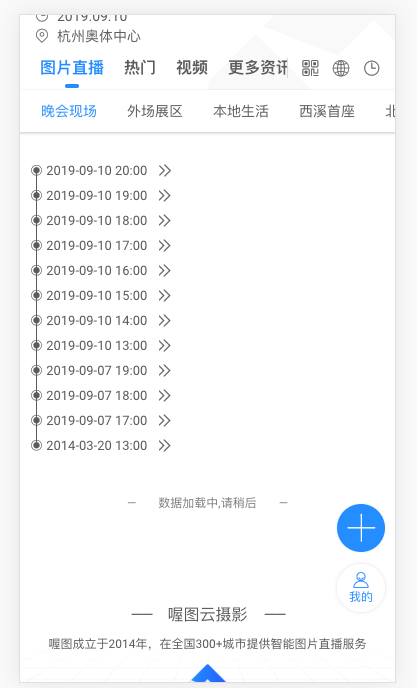 2019.09.10
杭州奥体中心
图片直播 热门 视频 更多资讯
晚会现场 外场展区 本地生活 西溪首座 北
2019-09-10 20:00
2019-09-10 19:00
2019-09-10 18:00
2019-09-10 17:00
2019-09-10 16:00
2019-09-10 15:00
2019-09-10 14:00
2019-09-10 13:00
2019-09-07 19:00
2019-09-07 18:00
2019-09-07 17:00
2014-03-20 13:00
— 数据加载中,请稍后 —
我的
—— 喔图云摄影 ——
喔图成立于2014年，在全国300+城市提供智能图片直播服务